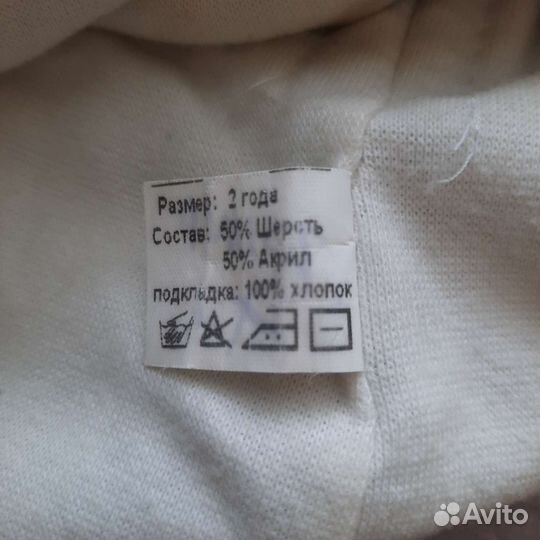 Размер: 2 года
Состав: 50% Шерсть
50% Акрил
подкладка: 100% хлопок
Avito